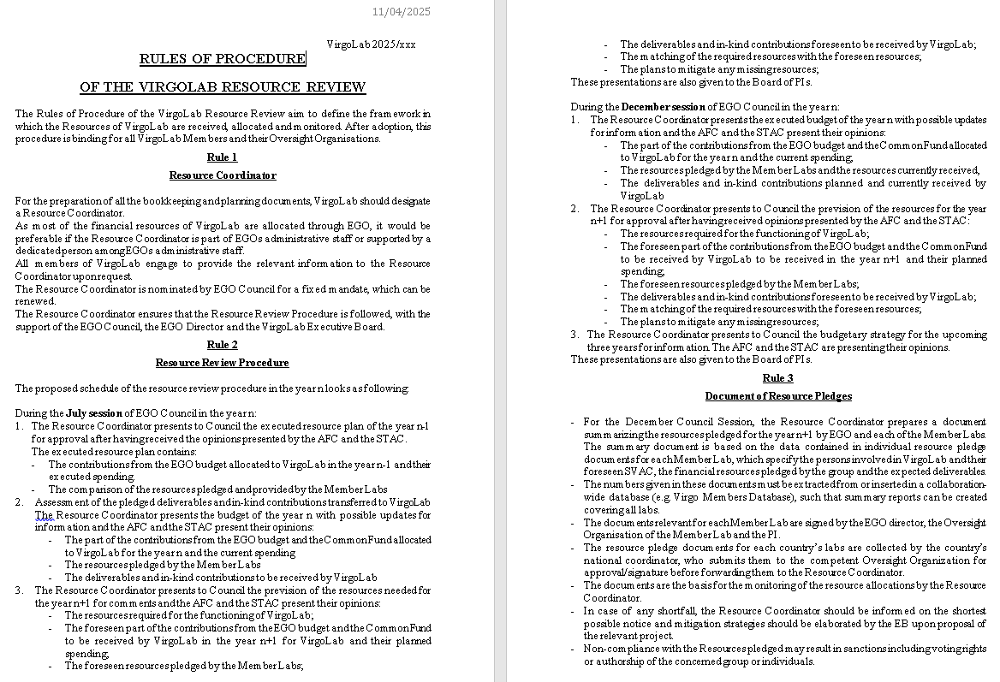 11/04/2025
VirgoLab 2025/xxx
RULES OF PROCEDURE
OF THE VIRGOLAB RESOURCE REVIEW
The Rules of Procedure of the VirgoLab Resource Review aim to define the framework in
which the Resources of VirgoLab are received, allocated and monitored. After adoption, this
procedure is binding for all VirgoLab Members and their Oversight Organisations.
Rule 1
Resource Coordinator
For the preparation of all the bookkeeping and planning documents, VirgoLab should designate
a Resource Coordinator.
As most of the financial resources of VirgoLab are allocated through EGO, it would be
preferable if the Resource Coordinator is part of EGOs administrative staff or supported by a
dedicated person among EGOs administrative staff.
All members of VirgoLab engage to provide the relevant information to the Resource
Coordinator upon request.
The Resource Coordinator is nominated by EGO Council for a fixed mandate, which can be
renewed.
The Resource Coordinator ensures that the Resource Review Procedure is followed, with the
support of the EGO Council, the EGO Director and the VirgoLab Executive Board.
Rule 2
Resource Review Procedure
The proposed schedule of the resource review procedure in the year n looks as following:
During the July session of EGO Council in the year n:
1. The Resource Coordinator presents to Council the executed resource plan of the year n-1
for approval after having received the opinions presented by the AFC and the STAC.
The executed resource plan contains:
- The contributions from the EGO budget allocated to VirgoLab in the year n-1 and their
executed spending.
- The comparison of the resources pledged and provided by the Member Labs
2. Assessment of the pledged deliverables and in-kind contributions transferred to VirgoLab
The Resource Coordinator presents the budget of the year n with possible updates for
information and the AFC and the STAC present their opinions:
- The part of the contributions from the EGO budget and the Common Fund allocated
to VirgoLab for the year n and the current spending
- The resources pledged by the Member Labs
- The deliverables and in-kind contributions to be received by VirgoLab
3. The Resource Coordinator presents to Council the prevision of the resources needed for
the year n+1 for comments and the AFC and the STAC present their opinions:
- The resources required for the functioning of VirgoLab;
- The foreseen part of the contributions from the EGO budget and the Common Fund
to be received by VirgoLab in the year n+1 for VirgoLab and their planned
spending;
- The foreseen resources pledged by the Member Labs;
- The deliverables and in-kind contributions foreseen to be received by VirgoLab;
- The matching of the required resources with the foreseen resources;
- The plans to mitigate any missing resources;
These presentations are also given to the Board of PIs.
During the December session of EGO Council in the year n:
1. The Resource Coordinator presents the executed budget of the year n with possible updates
for information and the AFC and the STAC present their opinions:
- The part of the contributions from the EGO budget and the Common Fund allocated
to VirgoLab for the year n and the current spending,
- The resources pledged by the Member Labs and the resources currently received,
- The deliverables and in-kind contributions planned and currently received by
VirgoLab
2. The Resource Coordinator presents to Council the prevision of the resources for the year
n+1 for approval after having received opinions presented by the AFC and the STAC:
- The resources required for the functioning of VirgoLab;
- The foreseen part of the contributions from the EGO budget and the Common Fund
to be received by VirgoLab to be received in the year n+1 and their planned
spending;
- The foreseen resources pledged by the Member Labs;
- The deliverables and in-kind contributions foreseen to be received by VirgoLab;
- The matching of the required resources with the foreseen resources;
- The plans to mitigate any missing resources;
3. The Resource Coordinator presents to Council the budgetary strategy for the upcoming
three years for information. The AFC and the STAC are presenting their opinions.
These presentations are also given to the Board of PIs.
Rule 3
Document of Resource Pledges
- For the December Council Session, the Resource Coordinator prepares a document
summarizing the resources pledged for the year n+1 by EGO and each of the Member Labs.
The summary document is based on the data contained in individual resource pledge
documents for each Member Lab, which specify the persons involved in VirgoLab and their
foreseen SVAC, the financial resources pledged by the group and the expected deliverables.
- The numbers given in these documents must be extracted from or inserted in a collaboration-
wide database (e.g. Virgo Members Database), such that summary reports can be created
covering all labs.
- The documents relevant for each Member Lab are signed by the EGO director, the Oversight
Organisation of the Member Lab and the PI.
- The resource pledge documents for each country's labs are collected by the country's
national coordinator, who submits them to the competent Oversight Organization for
approval/signature before forwarding them to the Resource Coordinator.
- The documents are the basis for the monitoring of the resource allocations by the Resource
Coordinator.
- In case of any shortfall, the Resource Coordinator should be informed on the shortest
possible notice and mitigation strategies should be elaborated by the EB upon proposal of
the relevant project.
- Non-compliance with the Resources pledged may result in sanctions including voting rights
or authorship of the concerned group or individuals.